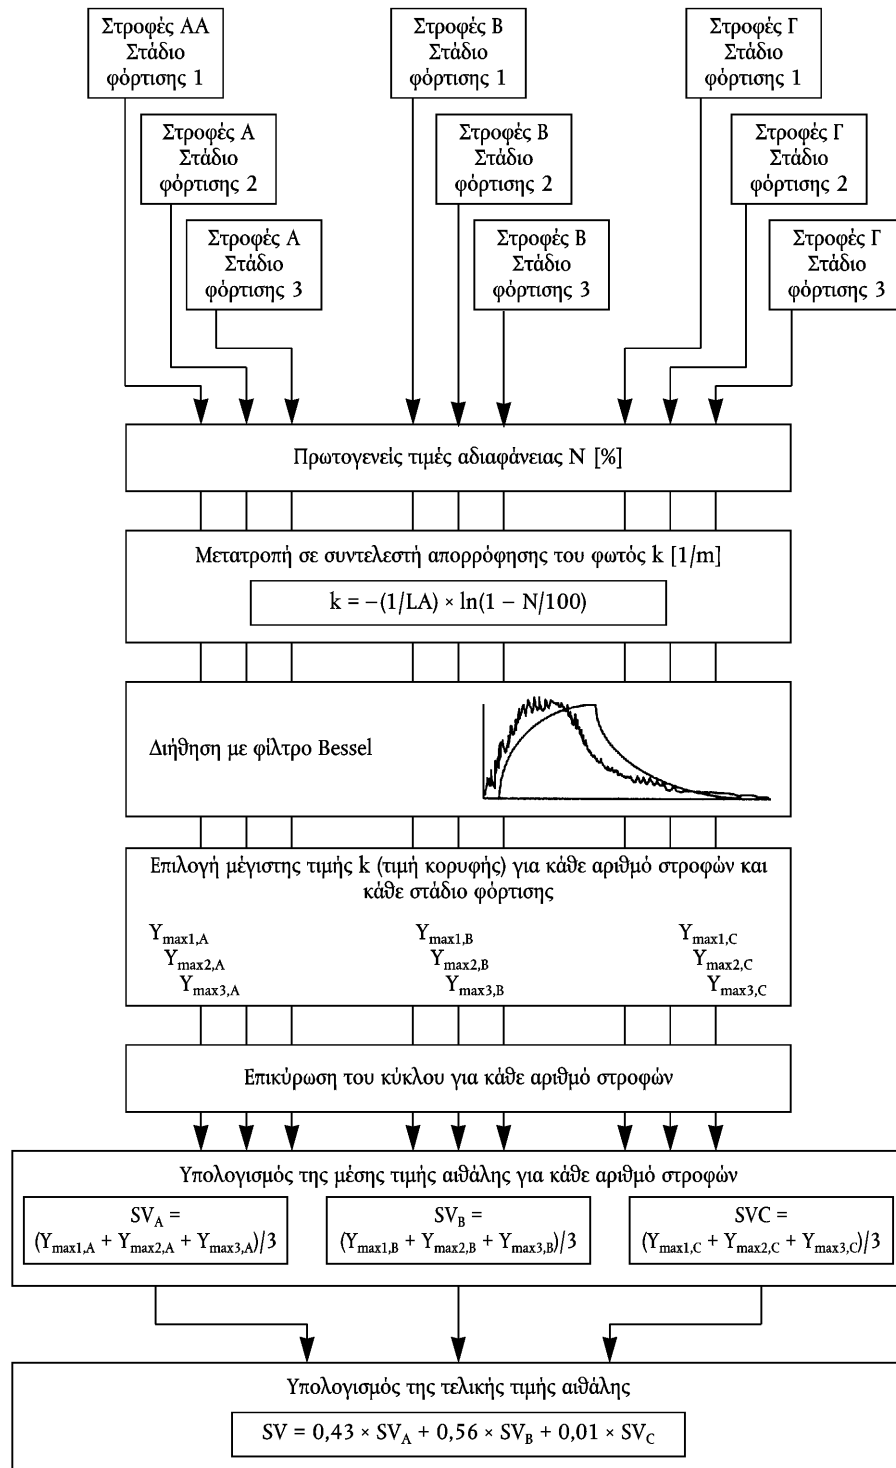 Στροφές ΑΑ
Στάδιο
φόρτισης 1
Στροφές Α
Στάδιο
φόρτισης 2
Στροφές Α
Στάδιο
φόρτισης 3
Στροφές Β
Στάδιο
φόρτισης 1
Στροφές Β
Στάδιο
φόρτισης 2
Στροφές Β
Στάδιο
φόρτισης 3
Στροφές Γ
Στάδιο
φόρτισης 1
Στροφές Γ
Στάδιο
φόρτισης 2
Στροφές Γ
Στάδιο
φόρτισης 3
Πρωτογενείς τιμές αδιαφάνειας N [%]
Μετατροπή σε συντελεστή απορρόφησης του φωτός k [1/m]
k = −(1/LA) × ln(1 − N/100)
Διήθηση με φίλτρο Bessel
Επιλογή μέγιστης τιμής k (τιμή κορυφής) για κάθε αριθμό στροφών και
κάθε στάδιο φόρτισης
Ymax1,A
Ymax2,A
Ymax3,A
Ymax1,B
Ymax2,B
Ymax3,B
Ymax1,C
Ymax2,C
Ymax3,C
Επικύρωση του κύκλου για κάθε αριθμό στροφών
Υπολογισμός της μέσης τιμής αιθάλης για κάθε αριθμό στροφών
SVA =
(Ymax1,A + Ymax2,A + Ymax3,A)/3
SVB =
(Ymax1,B + Ymax2,B + Ymax3,B)/3
SVC =
(Ymax1,C + Ymax2,C + Ymax3,C)/3
Υπολογισμός της τελικής τιμής αιθάλης
SV = 0,43 × SVA + 0,56 × SVB + 0,01 × SVC